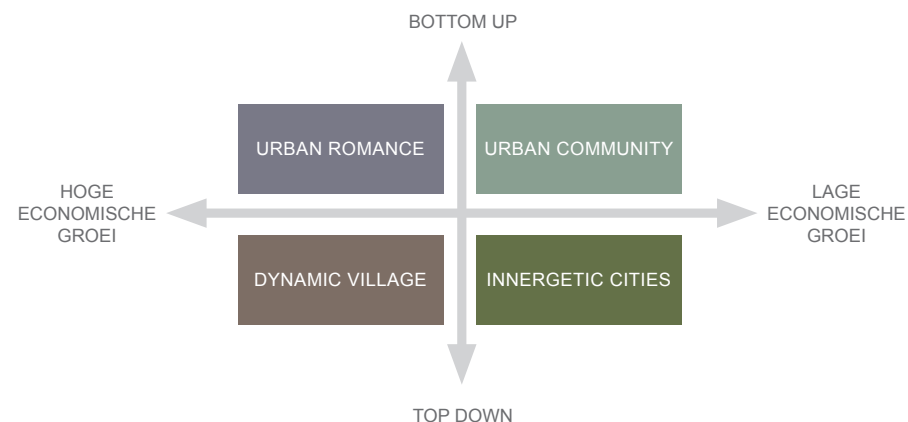 BOTTOM UP
URBAN ROMANCE
URBAN COMMUNITY
HOGE
ECONOMISCHE
GROEI
LAGE
ECONOMISCHE
GROEI
DYNAMIC VILLAGE
INNERGETIC CITIES
TOP DOWN